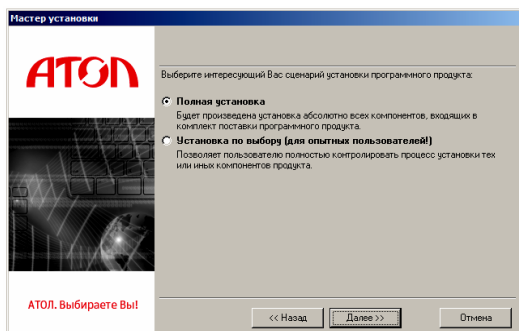 Мастер установки
АТОЛ
Выберите интересующий Вас сценарий установки программного продукта:
Полная установка
Будет произведена установка абсолютно всех компонентов, входящих в
комплект поставки программного продукта.
Установка по выбору (для опытных пользователей!)
Позволяет пользователю полностью контролировать процесс установки тех
или иных компонентов продукта.
АТОЛ. Выбираете Вы!
<< Назад
Далее >>
Отмена